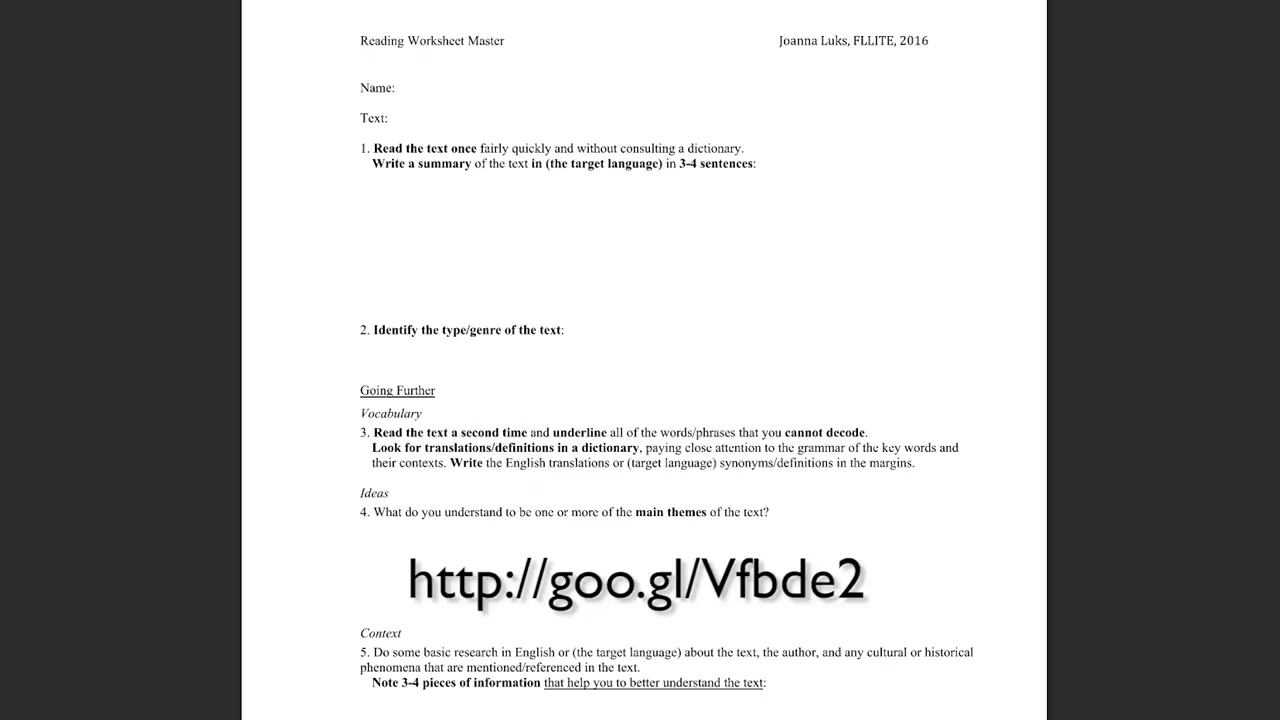 Reading Worksheet Master Joanna Luks, FLLITE, 2016
Name:
Text:
1. Read the text once fairly quickly and without consulting a dictionary.
Write a summary of the text in (the target language) in 3-4 sentences:
2. Identify the type/genre of the text:
Going Further
Vocabulary
3. Read the text a second time and underline all of the words/phrases that you cannot decode.
Look for translations/definitions in a dictionary, paying close attention to the grammar of the key words and
their contexts. Write the English translations or (target language) synonyms/definitions in the margins.
Ideas
4. What do you understand to be one or more of the main themes of the text?
http://goo.gl/Vfbde2
Context
5. Do some basic research in English or (the target language) about the text, the author, and any cultural or historical
phenomena that are mentioned/referenced in the text.
Note 3-4 pieces of information that help you to better understand the text: